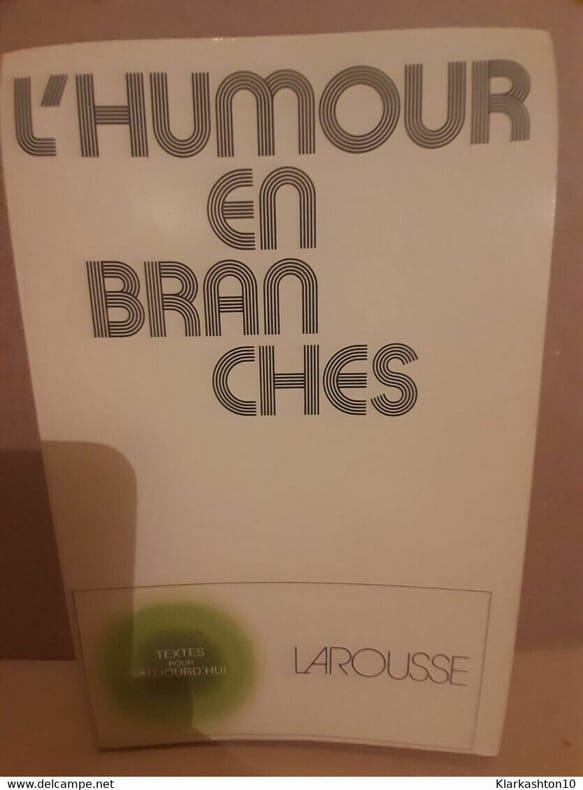 L'HUMOUR
EN
BRAN
CHES
TEXTES
POUR
AUJOURD'HUI
LAROUSSE
www.delcampe.net
Klarkashton10